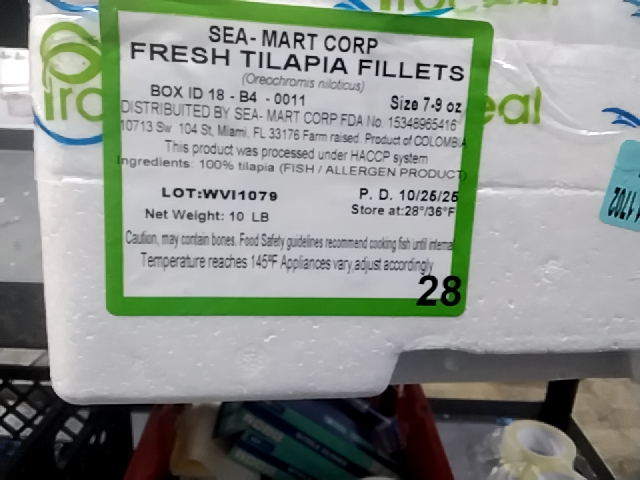 SEA- MART CORP
FRESH TILAPIA FILLETS
(Oreochromis niloticus)
BOX ID 18 - B4 - 0011 Size 7-9 oz
DISTRIBUTED BY SEA- MART CORP FDA No. 15348965416
10713 Sw 104 St, Miami, FL 33176 Farm raised. Product of COLOMBIA
This product was processed under HACCP system
Ingredients: 100% tilapia (FISH / ALLERGEN PRODUCT)
LOT:WVI1079 P. D. 10/25/25
Net Weight: 10 LB Store at:28°/36°F
Caution, may contain bones. Food Safety guidelines recommend cooking fish until interna
Temperature reaches 145ºF Appliances vary,adjust accordingly
28